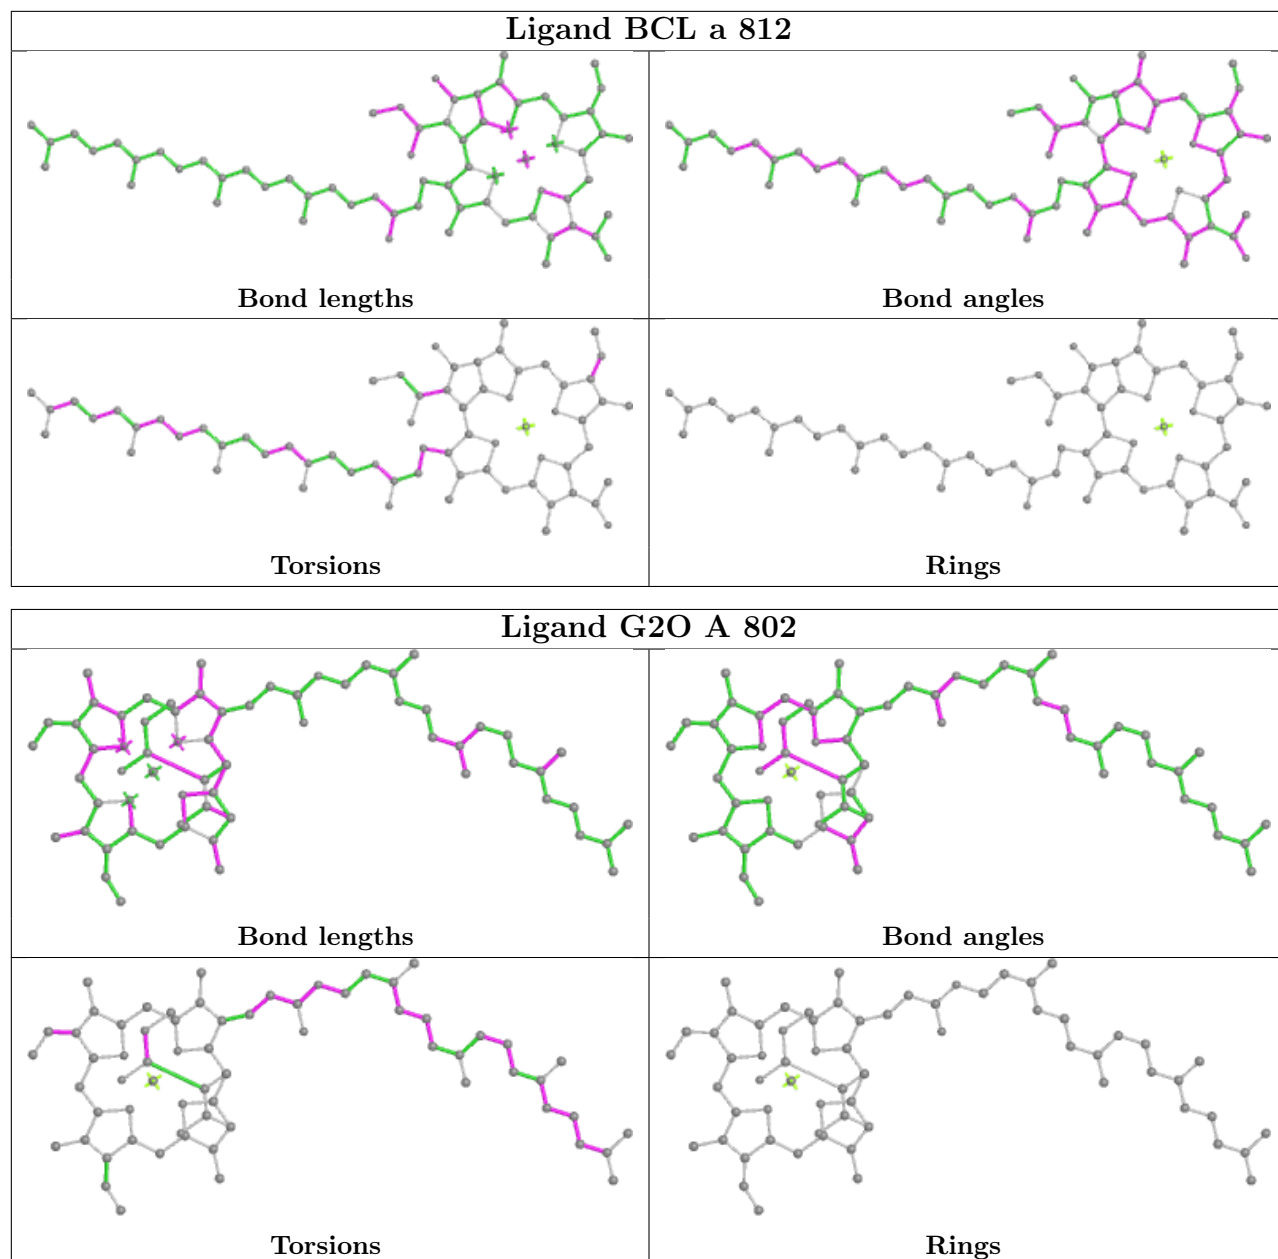 Ligand BCL a 812
Bond lengths
Bond angles
Torsions
Rings
Ligand G2O A 802
Bond lengths
Bond angles
Torsions
Rings